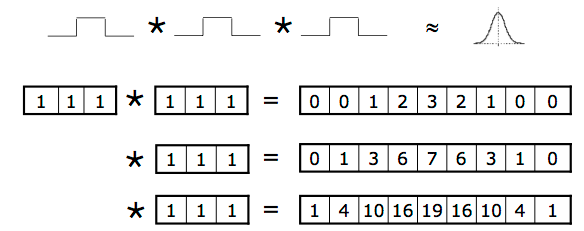 * * ≈
1 1 1 * 1 1 1 = 0 0 1 2 3 2 1 0 0
* 1 1 1 = 0 1 3 6 7 6 3 1 0
* 1 1 1 = 1 4 10 16 19 16 10 4 1